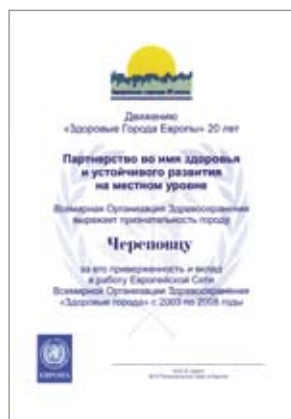 Движению
«Здоровые Города Европы» 20 лет
Партнерство во имя здоровья
и устойчивого развития
на местном уровне
Всемирная Организация Здравоохранения
выражает признательность городу
Череповцу
за его приверженность и вклад
в работу Европейской Сети
Всемирной Организации Здравоохранения
«Здоровые города» с 2003 по 2008 годы
ЕВРОПА